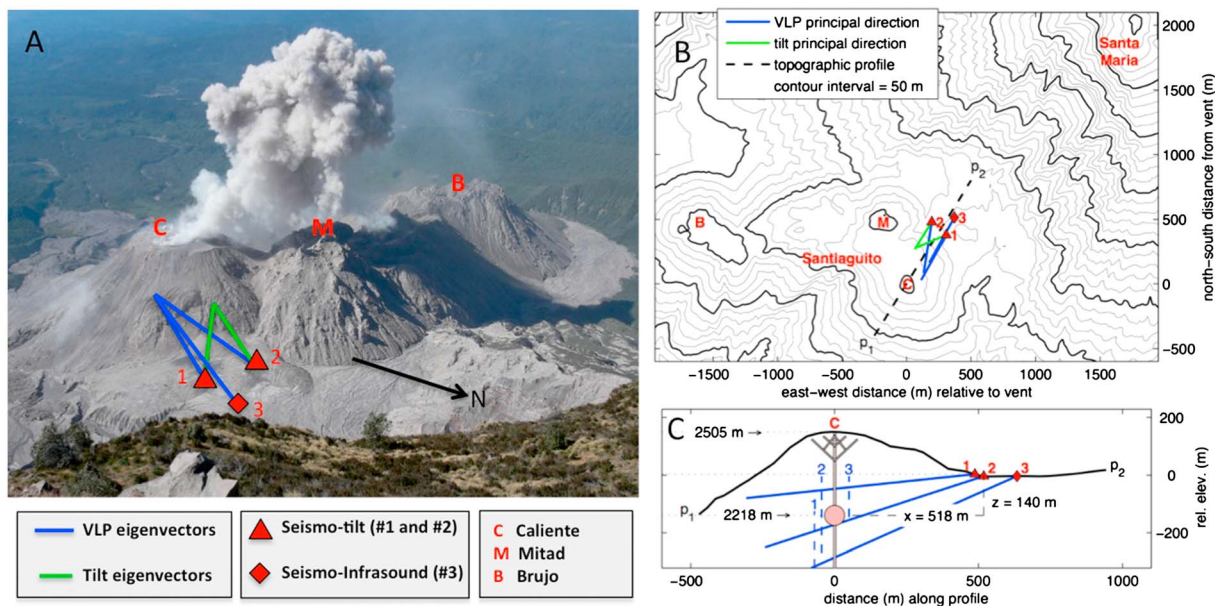 A
C
M
B
1
2
3
N
VLP eigenvectors
Tilt eigenvectors
Seismo-tilt (#1 and #2)
Seismo-Infrasound (#3)
C Caliente
M Mitad
B Brujo
B
VLP principal direction
tilt principal direction
topographic profile
contour interval = 50 m
Santa
Maria
p2
2
3
1
B
M
Santiaguito
C
p1
2000
1500
1000
500
0
-500
north-south distance from vent (m)
-1500 -1000 -500 0 500 1000 1500
east-west distance (m) relative to vent
C
2505 m →
C
2
3
1
1
2
3
p2
p1
2218 m →
x = 518 m
z = 140 m
200
0
-200
rel. elev. (m)
-500 0 500 1000
distance (m) along profile